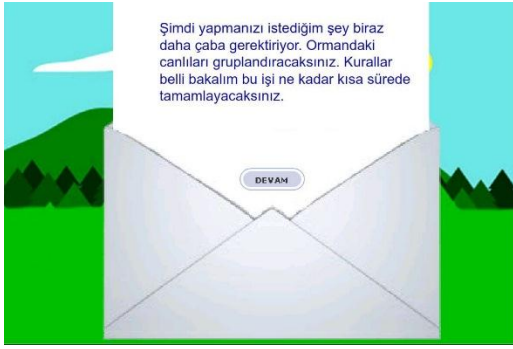 Şimdi yapmanızı istediğim şey biraz
daha çaba gerektiriyor. Ormandaki
canlıları gruplandıracaksınız. Kurallar
belli bakalım bu işi ne kadar kısa sürede
tamamlayacaksınız.
DEVAM